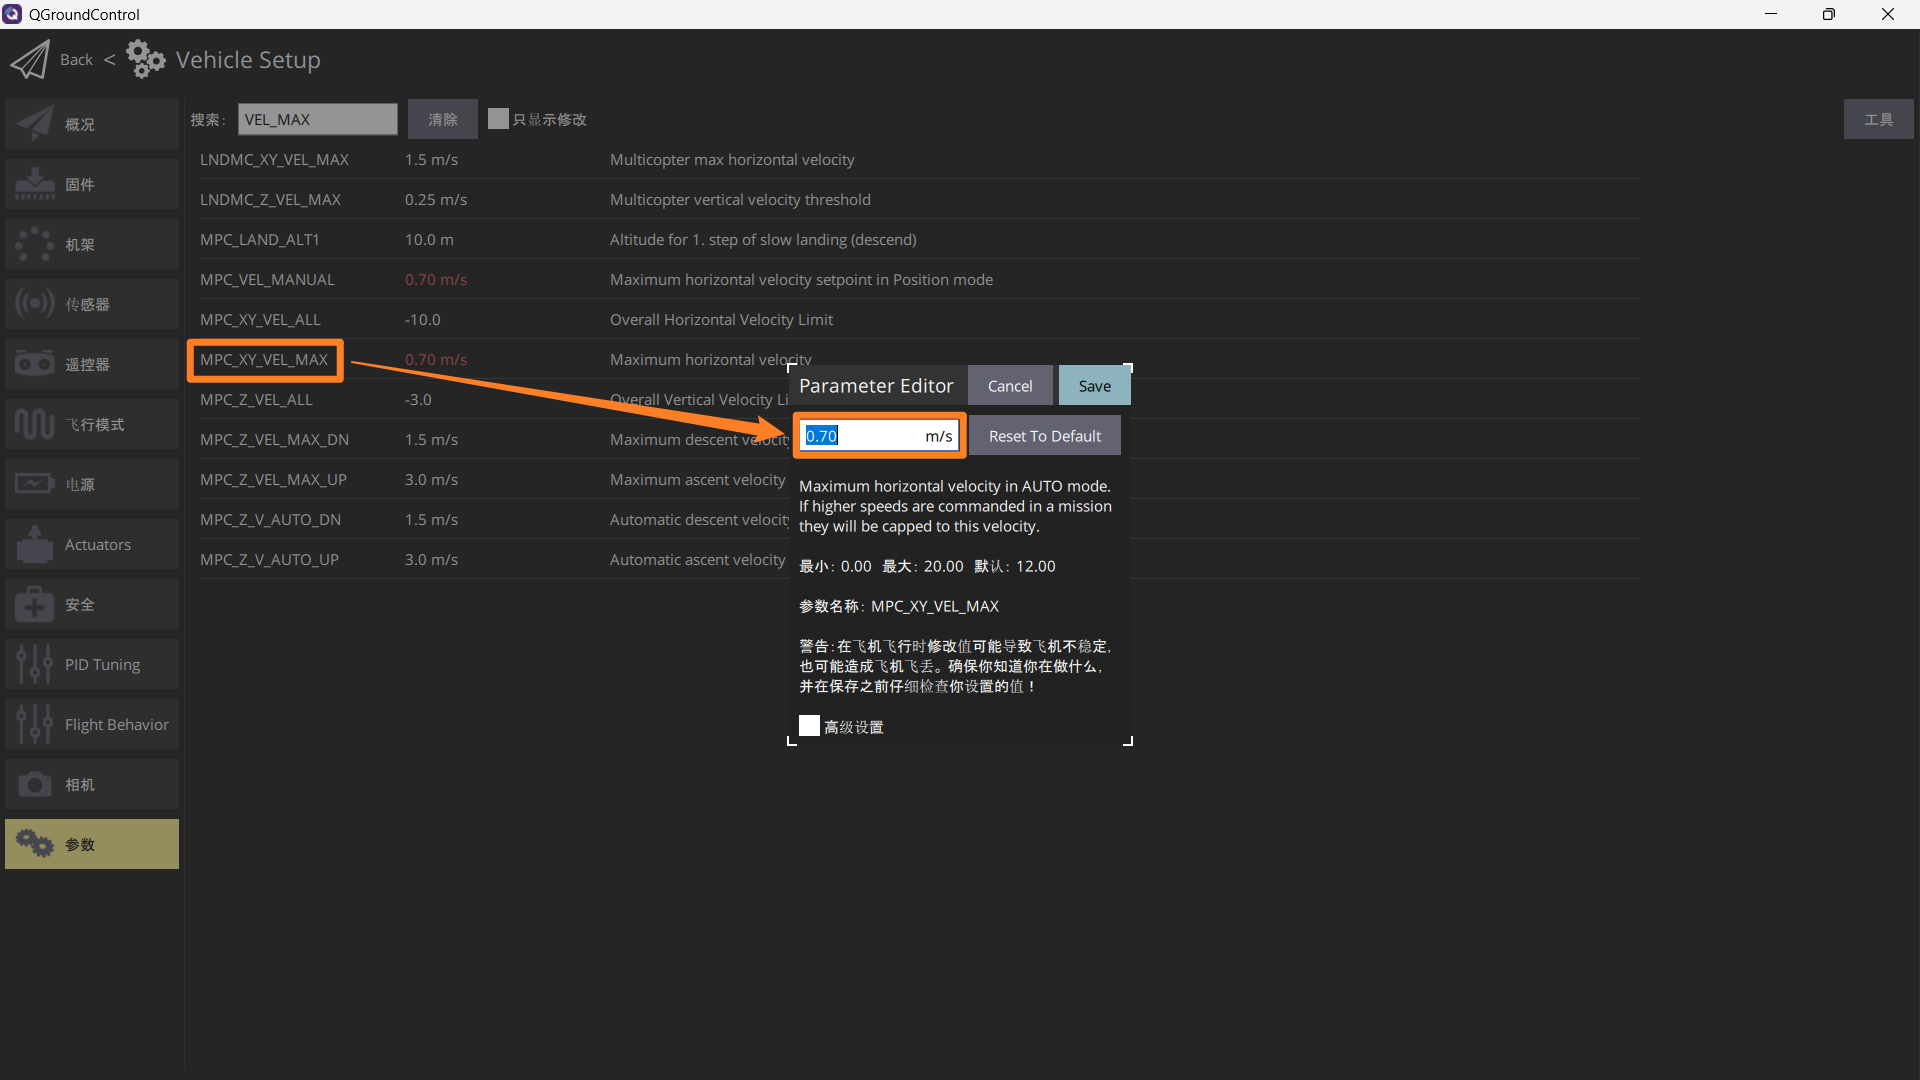 QGroundControl
Back < Vehicle Setup
概况
固件
机架
传感器
遥控器
飞行模式
电源
Actuators
安全
PID Tuning
Flight Behavior
相机
参数
搜索: VEL_MAX 清除 只显示修改 工具
LNDMC_XY_VEL_MAX 1.5 m/s Multicopter max horizontal velocity
LNDMC_Z_VEL_MAX 0.25 m/s Multicopter vertical velocity threshold
MPC_LAND_ALT1 10.0 m Altitude for 1. step of slow landing (descend)
MPC_VEL_MANUAL 0.70 m/s Maximum horizontal velocity setpoint in Position mode
MPC_XY_VEL_ALL -10.0 Overall Horizontal Velocity Limit
MPC_XY_VEL_MAX 0.70 m/s Maximum horizontal velocity
MPC_Z_VEL_ALL -3.0 Overall Vertical Velocity Li
MPC_Z_VEL_MAX_DN 1.5 m/s Maximum descent velocity
MPC_Z_VEL_MAX_UP 3.0 m/s Maximum ascent velocity
MPC_Z_V_AUTO_DN 1.5 m/s Automatic descent velocity
MPC_Z_V_AUTO_UP 3.0 m/s Automatic ascent velocity
Parameter Editor Cancel Save
0.70 m/s Reset To Default
Maximum horizontal velocity in AUTO mode.
If higher speeds are commanded in a mission
they will be capped to this velocity.
最小: 0.00 最大: 20.00 默认: 12.00
参数名称: MPC_XY_VEL_MAX
警告:在飞机飞行时修改值可能导致飞机不稳定,
也可能造成飞机飞丢。确保你知道你在做什么,
并在保存之前仔细检查你设置的值！
高级设置